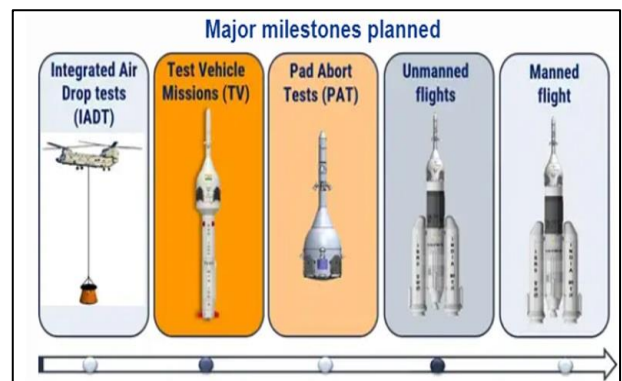 Major milestones planned
Integrated Air
Drop tests
(IADT)
Test Vehicle
Missions (TV)
Pad Abort
Tests (PAT)
Unmanned
flights
Manned
flight